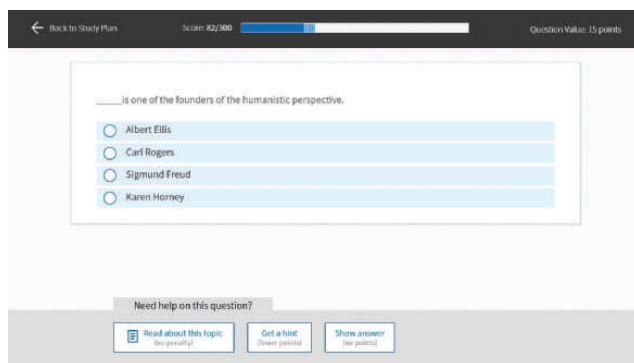 ← Back to Study Plan Score: 82/300 Question Value: 15 points
_____is one of the founders of the humanistic perspective.
Albert Ellis
Carl Rogers
Sigmund Freud
Karen Horney
Need help on this question?
Read about this topic
(no penalty)
Get a hint
(fewer points)
Show answer
(no points)